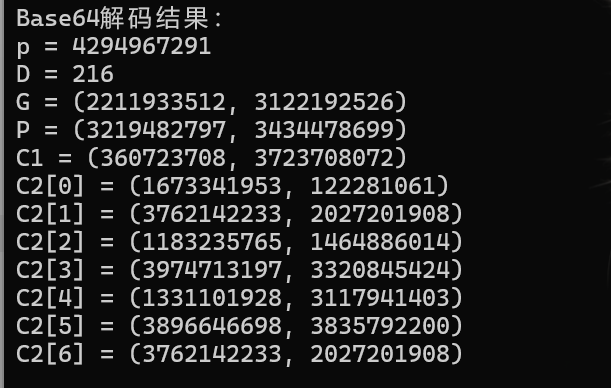 Base64解码结果:
p = 4294967291
D = 216
G = (2211933512, 3122192526)
P = (3219482797, 3434478699)
C1 = (360723708, 3723708072)
C2[0] = (1673341953, 122281061)
C2[1] = (3762142233, 2027201908)
C2[2] = (1183235765, 1464886014)
C2[3] = (3974713197, 3320845424)
C2[4] = (1331101928, 3117941403)
C2[5] = (3896646698, 3835792200)
C2[6] = (3762142233, 2027201908)